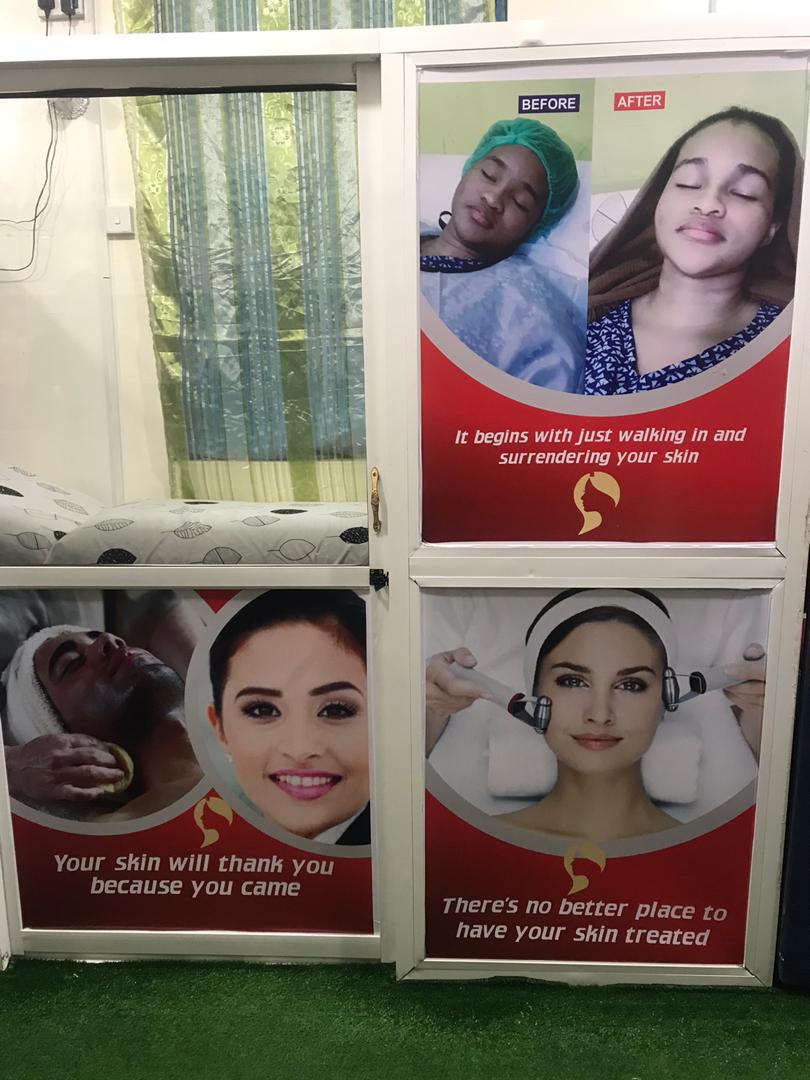 BEFORE
AFTER
It begins with just walking in and
surrendering your skin
Your skin will thank you
because you came
There's no better place to
have your skin treated